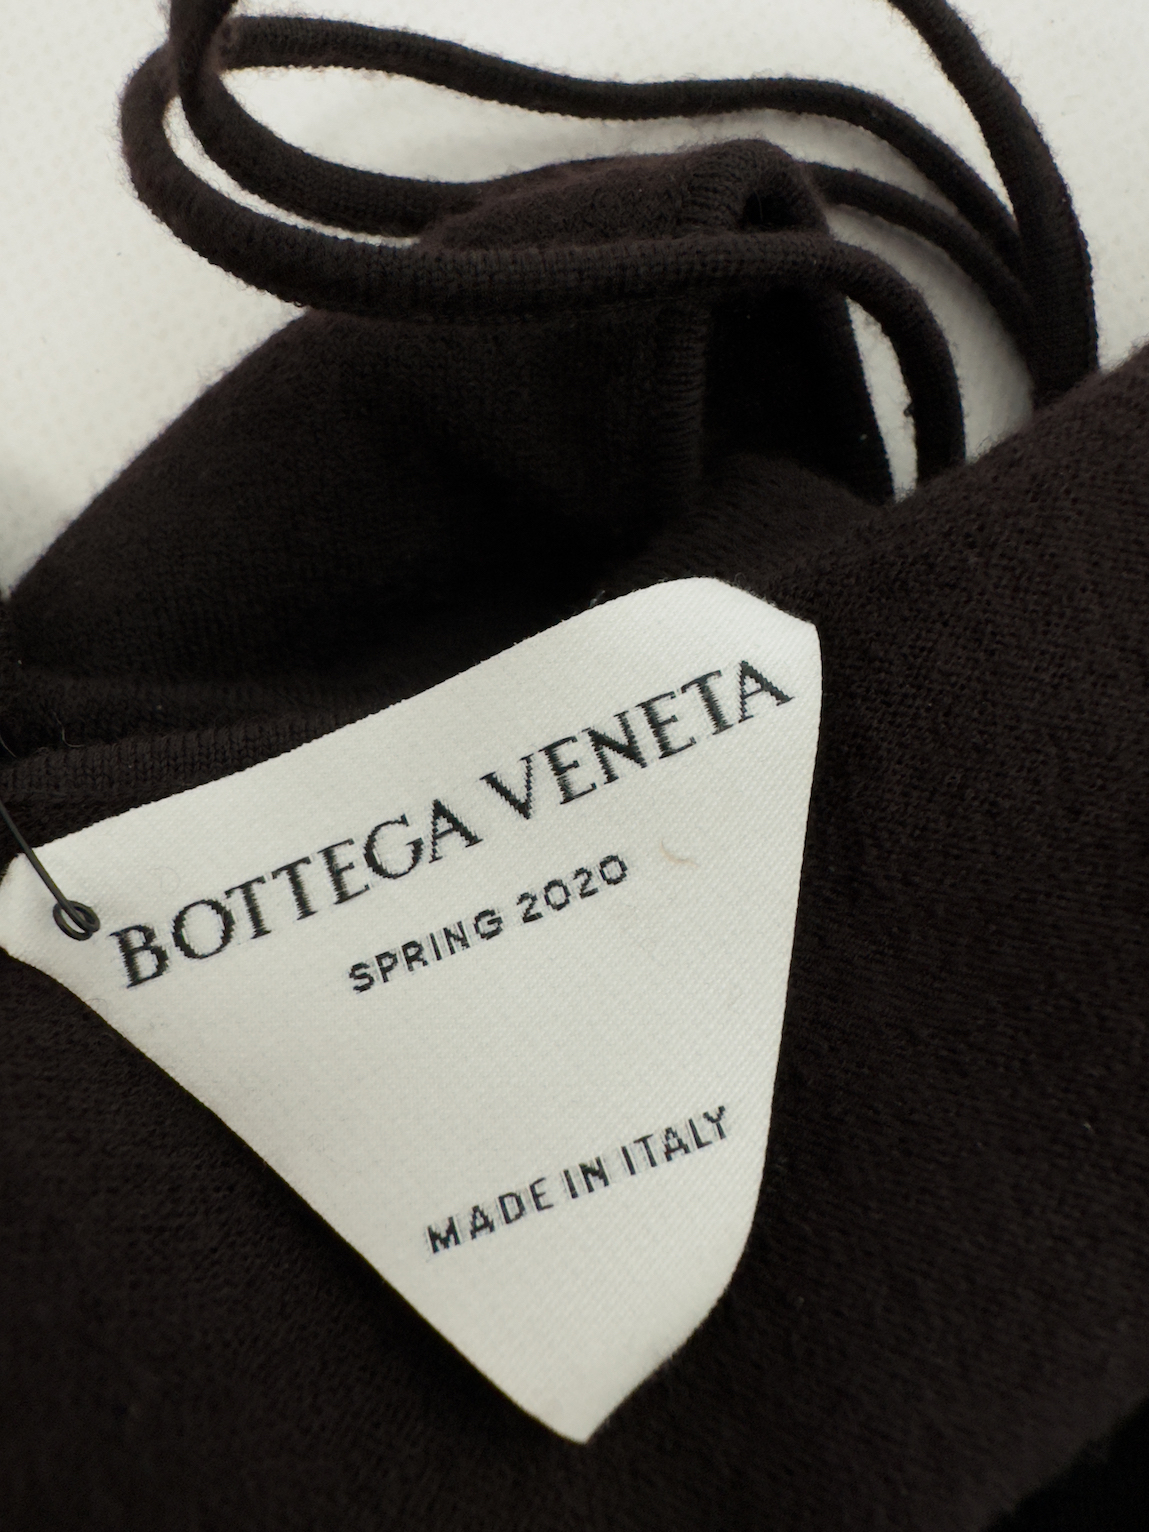 BOTTEGA VENETA
SPRING 2020
MADE IN ITALY